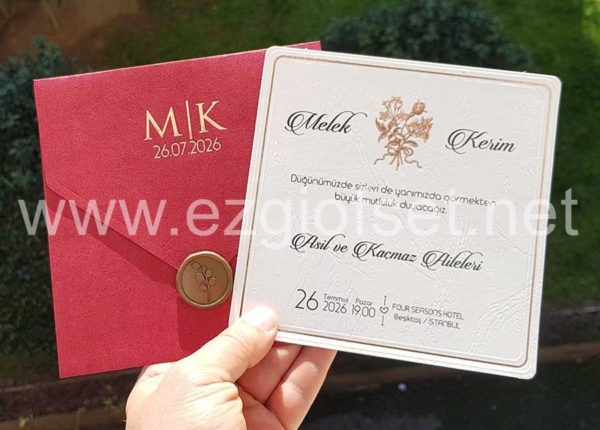 M|K
26.07.2026
Melek
Kerim
Düğünümüzde sizleri de yanımızda görmekten
büyük mutluluk duyacağız.
Asil ve Kaçmaz Aileleri
26 Temmuz Pazar
2026 19:00
FOUR SERSONS HOTEL
Beşiktaş / İSTANBUL
www.ezgiofset.net